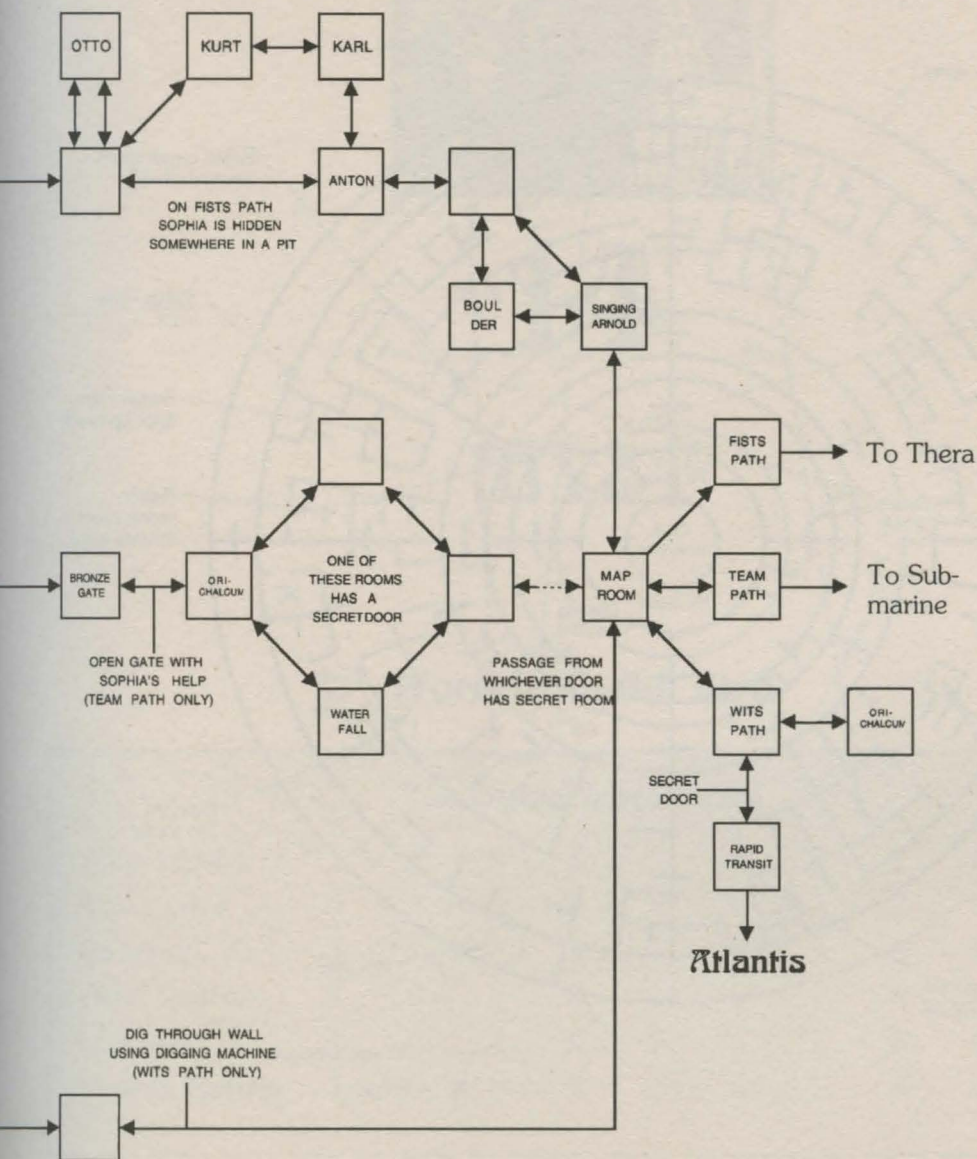 OTTO
KURT
KARL
ANTON
ON FISTS PATH
SOPHIA IS HIDDEN
SOMEWHERE IN A PIT
BOUL
DER
SINGING
ARNOLD
FISTS
PATH
To Thera
BRONZE
GATE
ORI-
CHALCUM
ONE OF
THESE ROOMS
HAS A
SECRETDOOR
MAP
ROOM
TEAM
PATH
To Sub-
marine
OPEN GATE WITH
SOPHIA'S HELP
(TEAM PATH ONLY)
WATER
FALL
PASSAGE FROM
WHICHEVER DOOR
HAS SECRET ROOM
WITS
PATH
ORI-
CHALCUM
SECRET
DOOR
RAPID
TRANSIT
Atlantis
DIG THROUGH WALL
USING DIGGING MACHINE
(WITS PATH ONLY)